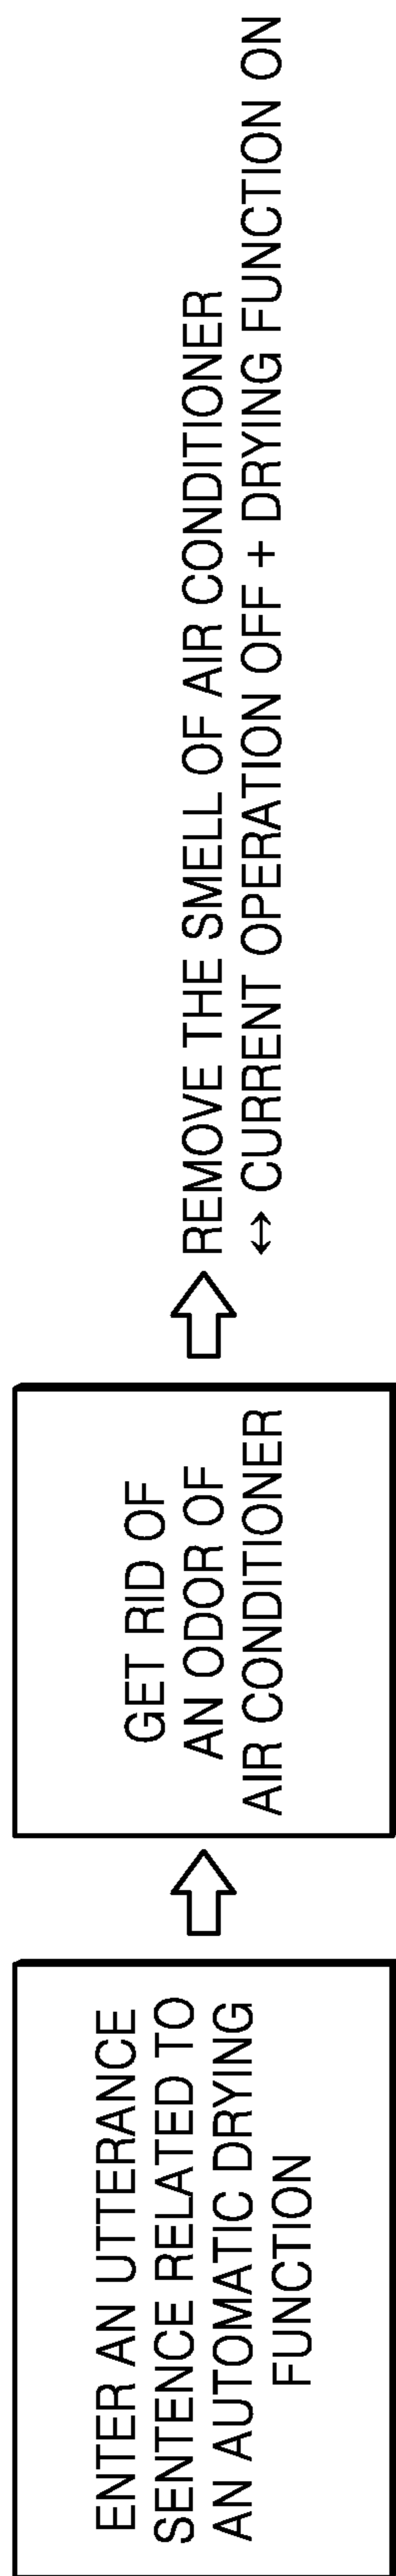 ENTER AN UTTERANCE
SENTENCE RELATED TO
AN AUTOMATIC DRYING
FUNCTION
GET RID OF
AN ODOR OF
AIR CONDITIONER
REMOVE THE SMELL OF AIR CONDITIONER
↔ CURRENT OPERATION OFF + DRYING FUNCTION ON